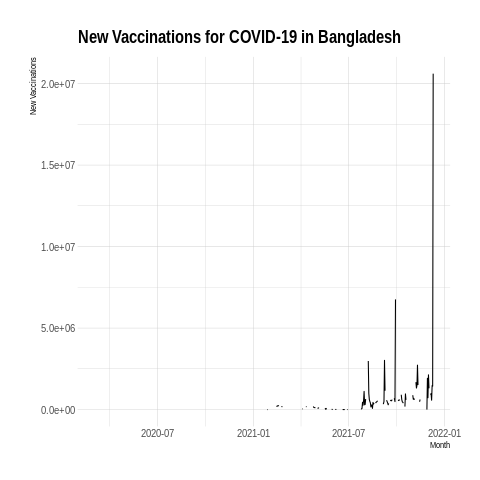 New Vaccinations for COVID-19 in Bangladesh
New Vaccinations
2.0e+07
1.5e+07
1.0e+07
5.0e+06
0.0e+00
2020-07 2021-01 2021-07 2022-01
Month